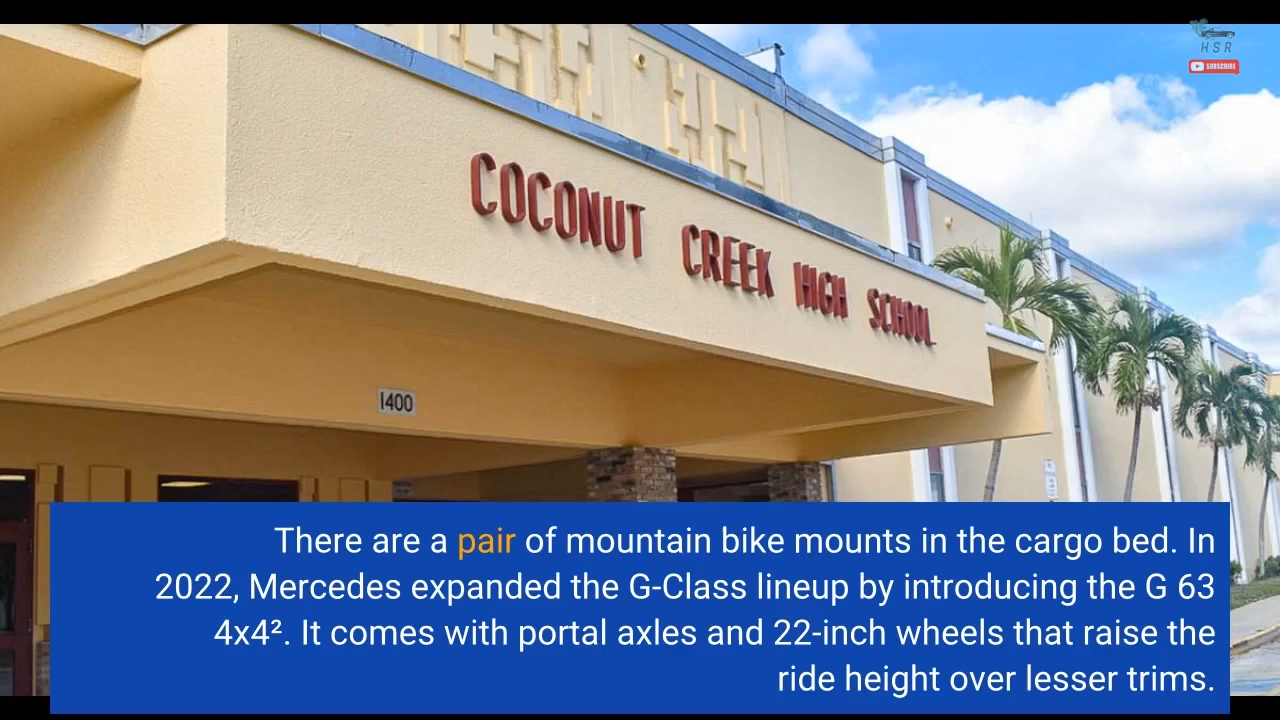 HSR
SUBSCRIBE
COCONUT CREEK HIGH SCHOOL
1400
There are a pair of mountain bike mounts in the cargo bed. In
2022, Mercedes expanded the G-Class lineup by introducing the G 63
4x4². It comes with portal axles and 22-inch wheels that raise the
ride height over lesser trims.